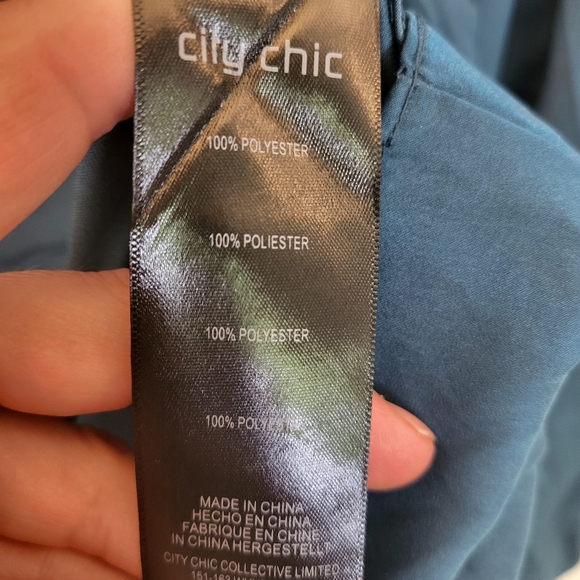 city chic
100% POLYESTER
100% POLIESTER
100% POLYESTER
100% POLYESTER
MADE IN CHINA
HECHO EN CHINA
FABRIQUE EN CHINE
IN CHINA HERGESTELLT
CITY CHIC COLLECTIVE LIMITED
151-163